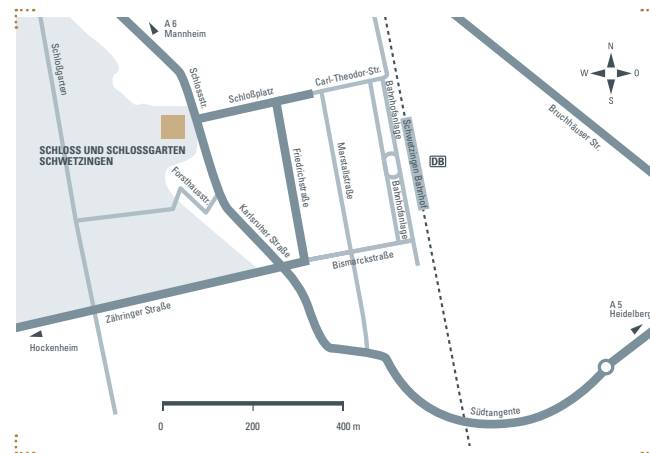 A 6
Mannheim
Schloßgarten
Schlossstr.
Schloßplatz
Carl-Theodor-Str.
N
W
O
S
Bahnhofanlage
Schwetzingen Bahnhof
DB
Bruchhäuser Str.
SCHLOSS UND SCHLOSSGARTEN
SCHWETZINGEN
Forsthausstr.
Friedrichstraße
Marstallstraße
Bahnhofanlage
Karlsruher Straße
Bismarckstraße
Zähringer Straße
Hockenheim
A 5
Heidelberg
Südtangente
0
200
400 m